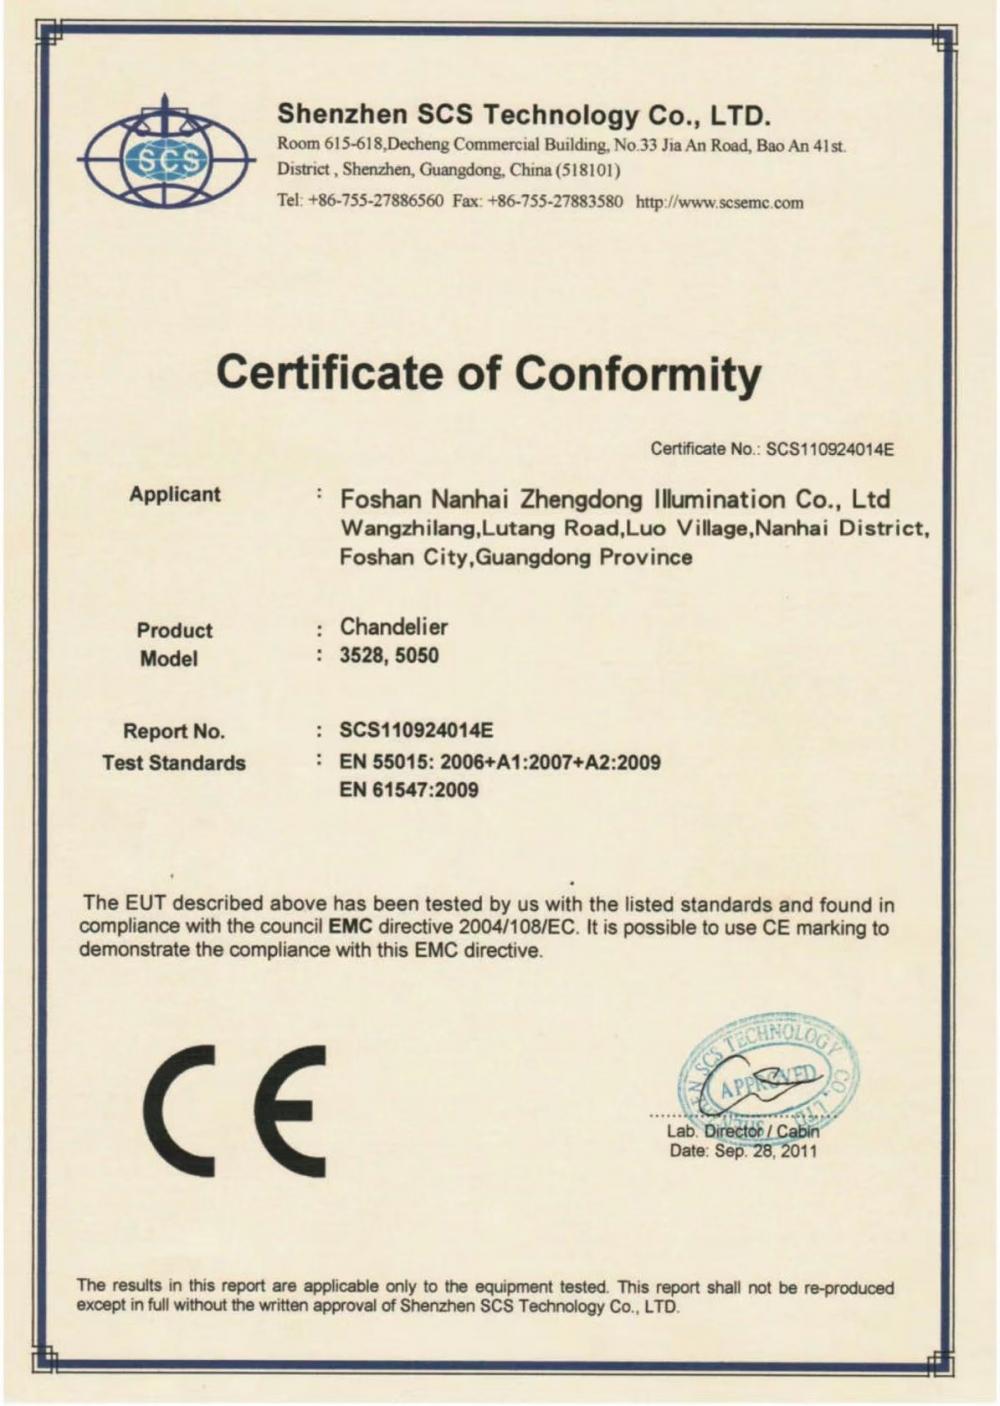 SCS
Shenzhen SCS Technology Co., LTD.
Room 615-618,Decheng Commercial Building, No.33 Jia An Road, Bao An 41st.
District , Shenzhen, Guangdong, China (518101)
Tel: +86-755-27886560 Fax: +86-755-27883580 http://www.scsemc.com
Certificate of Conformity
Certificate No.: SCS110924014E
Applicant : Foshan Nanhai Zhengdong Illumination Co., Ltd
Wangzhilang,Lutang Road,Luo Village,Nanhai District,
Foshan City,Guangdong Province
Product : Chandelier
Model : 3528, 5050
Report No. : SCS110924014E
Test Standards : EN 55015: 2006+A1:2007+A2:2009
EN 61547:2009
The EUT described above has been tested by us with the listed standards and found in
compliance with the council EMC directive 2004/108/EC. It is possible to use CE marking to
demonstrate the compliance with this EMC directive.
CE
SCS TECHNOLOGY CO., LTD
APPROVED
Lab. Director / Cabin
Date: Sep. 28, 2011
The results in this report are applicable only to the equipment tested. This report shall not be re-produced
except in full without the written approval of Shenzhen SCS Technology Co., LTD.